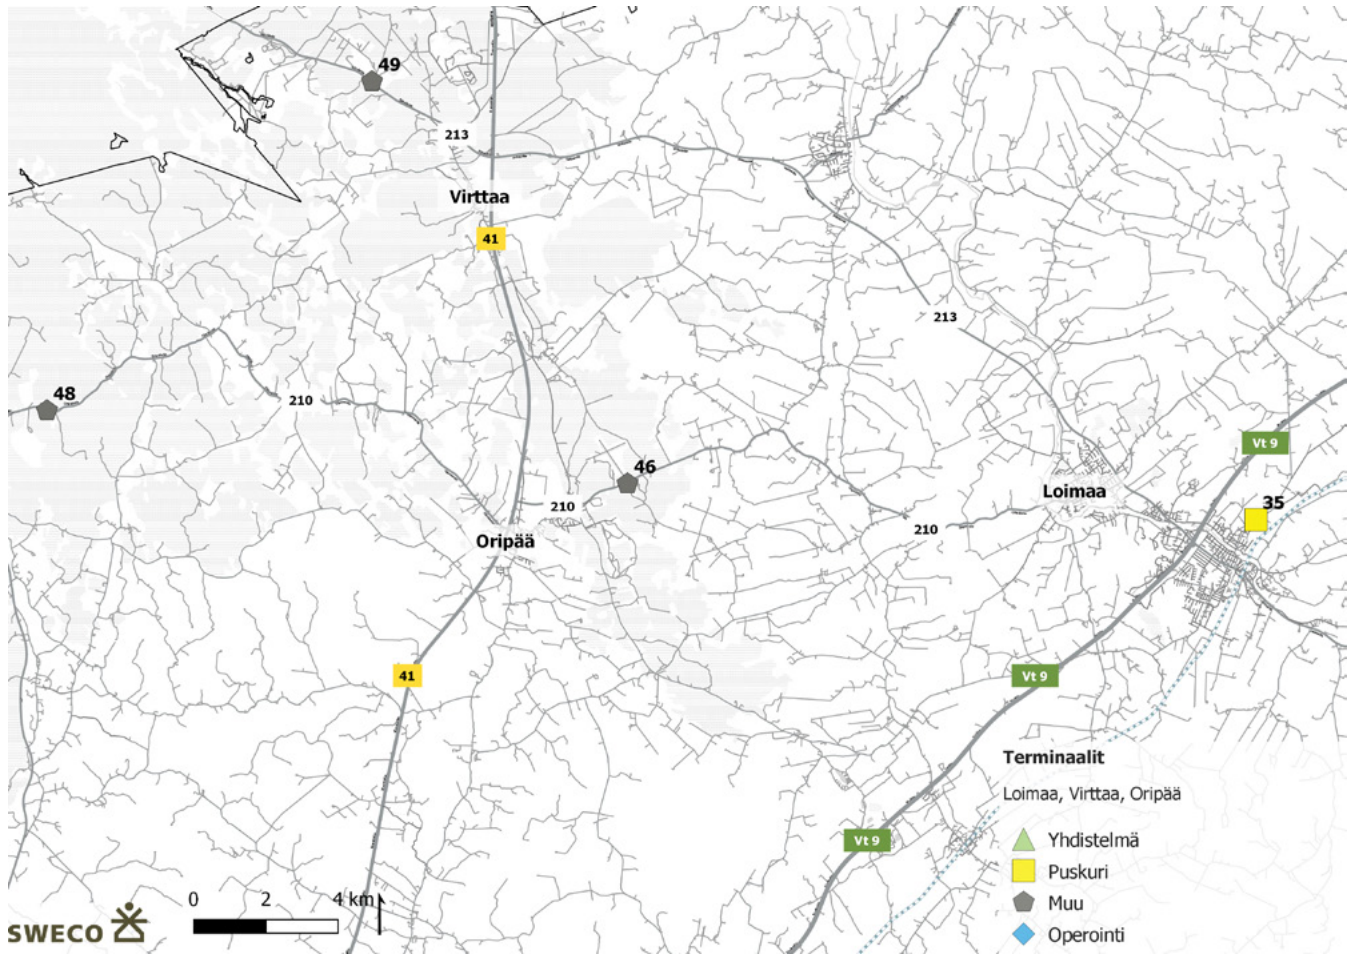 49
213
Virttaa
41
213
48
210
Vt 9
46
Loimaa
35
210
210
Oripää
41
Vt 9
Terminaalit
Loimaa, Virttaa, Oripää
Vt 9
Yhdistelmä
Puskuri
Muu
Operointi
0 2 4 km
SWECO